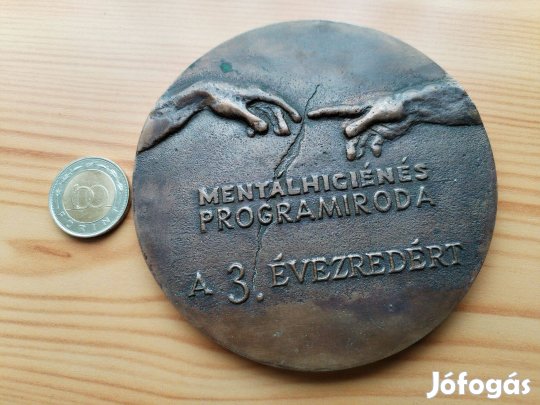 MENTÁLHIGIÉNÉS
PROGRAMIRODA
A 3. ÉVEZREDÉRT
100
FORINT
Jófogás